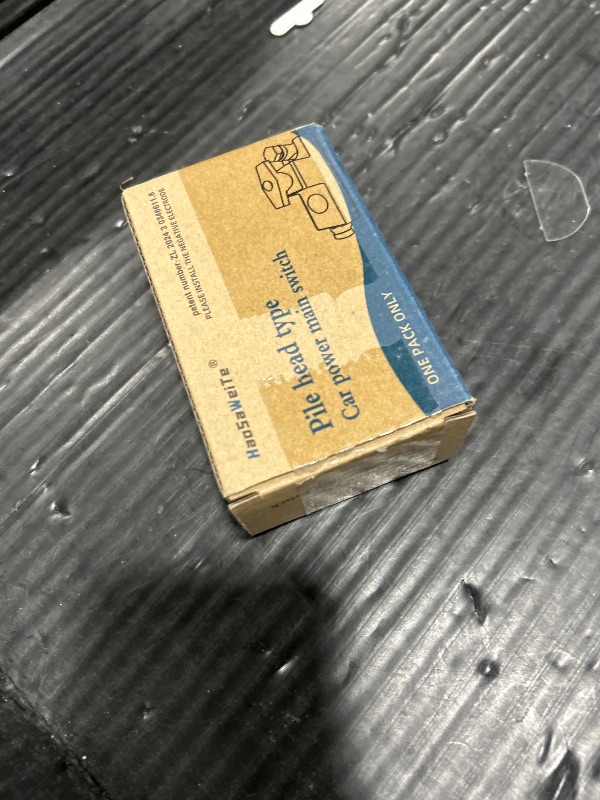 HaoSaWeiTe ®
patent number: ZL 2024 3 0349611.8
PLEASE INSTALL THE NEGATIVE ELECTRODE
Pile head type
Car power main switch
ONE PACK ONLY